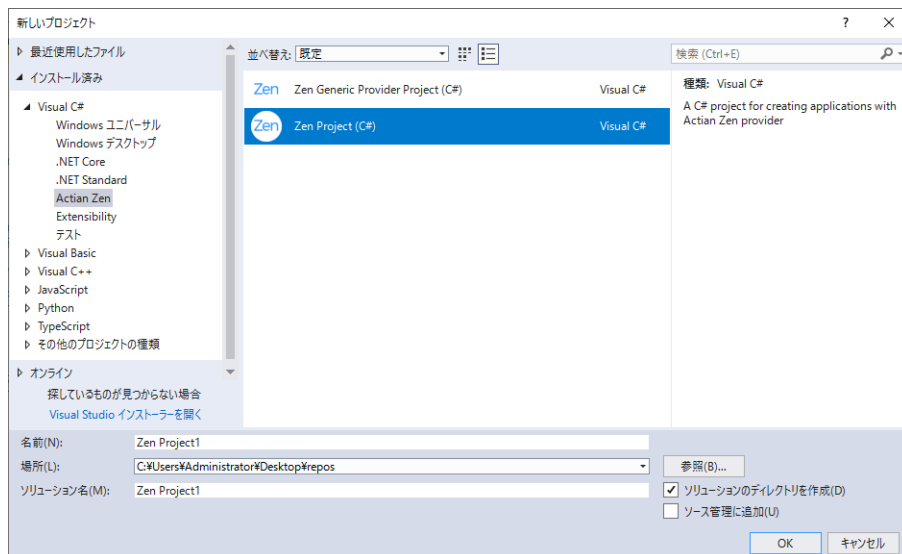 新しいプロジェクト
? ×
最近使用したファイル
インストール済み
Visual C#
Windows ユニバーサル
Windows デスクトップ
.NET Core
.NET Standard
Actian Zen
Extensibility
テスト
Visual Basic
Visual C++
JavaScript
Python
TypeScript
その他のプロジェクトの種類
オンライン
探しているものが見つからない場合
Visual Studio インストーラーを開く
並べ替え: 既定
Zen Zen Generic Provider Project (C#) Visual C#
Zen Zen Project (C#) Visual C#
検索 (Ctrl+E)
種類: Visual C#
A C# project for creating applications with
Actian Zen provider
名前(N): Zen Project1
場所(L): C:¥Users¥Administrator¥Desktop¥repos 参照(B)...
ソリューション名(M): Zen Project1
ソリューションのディレクトリを作成(D)
ソース管理に追加(U)
OK キャンセル